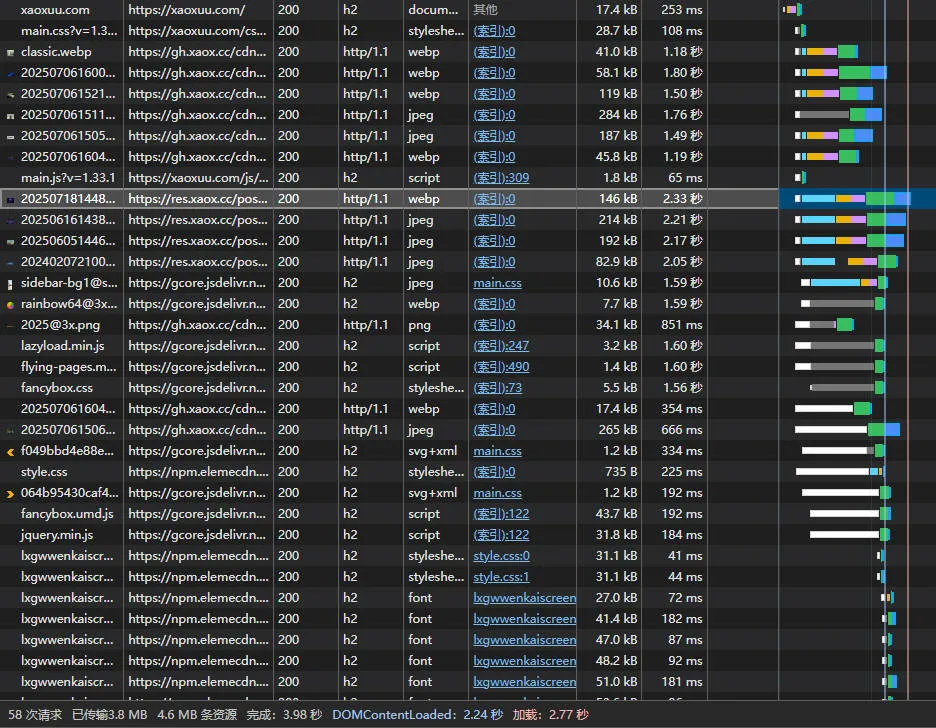 xaoxuu.com https://xaoxuu.com/ 200 h2 docum... 其他 17.4 kB 253 ms
main.css?v=1.3... https://xaoxuu.com/cs... 200 h2 styleshe... (索引):0 28.7 kB 108 ms
classic.webp https://gh.xaox.cc/cdn... 200 http/1.1 webp (索引):0 41.0 kB 1.18 秒
202507061600... https://gh.xaox.cc/cdn... 200 http/1.1 webp (索引):0 58.1 kB 1.80 秒
202507061521... https://gh.xaox.cc/cdn... 200 http/1.1 webp (索引):0 119 kB 1.50 秒
202507061511... https://gh.xaox.cc/cdn... 200 http/1.1 jpeg (索引):0 284 kB 1.76 秒
202507061505... https://gh.xaox.cc/cdn... 200 http/1.1 jpeg (索引):0 187 kB 1.49 秒
202507061604... https://gh.xaox.cc/cdn... 200 http/1.1 webp (索引):0 45.8 kB 1.19 秒
main.js?v=1.33.1 https://xaoxuu.com/js/... 200 h2 script (索引):309 1.8 kB 65 ms
202507181448... https://res.xaox.cc/pos... 200 http/1.1 webp (索引):0 146 kB 2.33 秒
202506161438... https://res.xaox.cc/pos... 200 http/1.1 jpeg (索引):0 214 kB 2.21 秒
202506051446... https://res.xaox.cc/pos... 200 http/1.1 jpeg (索引):0 192 kB 2.17 秒
202402072100... https://res.xaox.cc/pos... 200 http/1.1 jpeg (索引):0 82.9 kB 2.05 秒
sidebar-bg1@s... https://gcore.jsdelivr.n... 200 h2 jpeg main.css 10.6 kB 1.59 秒
rainbow64@3x... https://gcore.jsdelivr.n... 200 h2 webp (索引):0 7.7 kB 1.59 秒
2025@3x.png https://gh.xaox.cc/cdn... 200 http/1.1 png (索引):0 34.1 kB 851 ms
lazyload.min.js https://gcore.jsdelivr.n... 200 h2 script (索引):247 3.2 kB 1.60 秒
flying-pages.m... https://gcore.jsdelivr.n... 200 h2 script (索引):490 1.4 kB 1.60 秒
fancybox.css https://gcore.jsdelivr.n... 200 h2 styleshe... (索引):73 5.5 kB 1.56 秒
202507061604... https://gh.xaox.cc/cdn... 200 http/1.1 webp (索引):0 17.4 kB 354 ms
202507061506... https://gh.xaox.cc/cdn... 200 http/1.1 jpeg (索引):0 265 kB 666 ms
f049bbd4e88e... https://gcore.jsdelivr.n... 200 h2 svg+xml main.css 1.2 kB 334 ms
style.css https://npm.elemecdn.... 200 h2 styleshe... (索引):0 735 B 225 ms
064b95430caf4... https://gcore.jsdelivr.n... 200 h2 svg+xml main.css 1.2 kB 192 ms
fancybox.umd.js https://gcore.jsdelivr.n... 200 h2 script (索引):122 43.7 kB 192 ms
jquery.min.js https://gcore.jsdelivr.n... 200 h2 script (索引):122 31.8 kB 184 ms
lxgwwenkaiscr... https://npm.elemecdn.... 200 h2 styleshe... style.css:0 31.1 kB 41 ms
lxgwwenkaiscr... https://npm.elemecdn.... 200 h2 styleshe... style.css:1 31.1 kB 44 ms
lxgwwenkaiscr... https://npm.elemecdn.... 200 h2 font lxgwwenkaiscreen 27.0 kB 72 ms
lxgwwenkaiscr... https://npm.elemecdn.... 200 h2 font lxgwwenkaiscreen 41.4 kB 182 ms
lxgwwenkaiscr... https://npm.elemecdn.... 200 h2 font lxgwwenkaiscreen 47.0 kB 87 ms
lxgwwenkaiscr... https://npm.elemecdn.... 200 h2 font lxgwwenkaiscreen 48.2 kB 92 ms
lxgwwenkaiscr... https://npm.elemecdn.... 200 h2 font lxgwwenkaiscreen 51.0 kB 181 ms
58 次请求 已传输3.8 MB 4.6 MB 条资源 完成：3.98 秒 DOMContentLoaded：2.24 秒 加载：2.77 秒